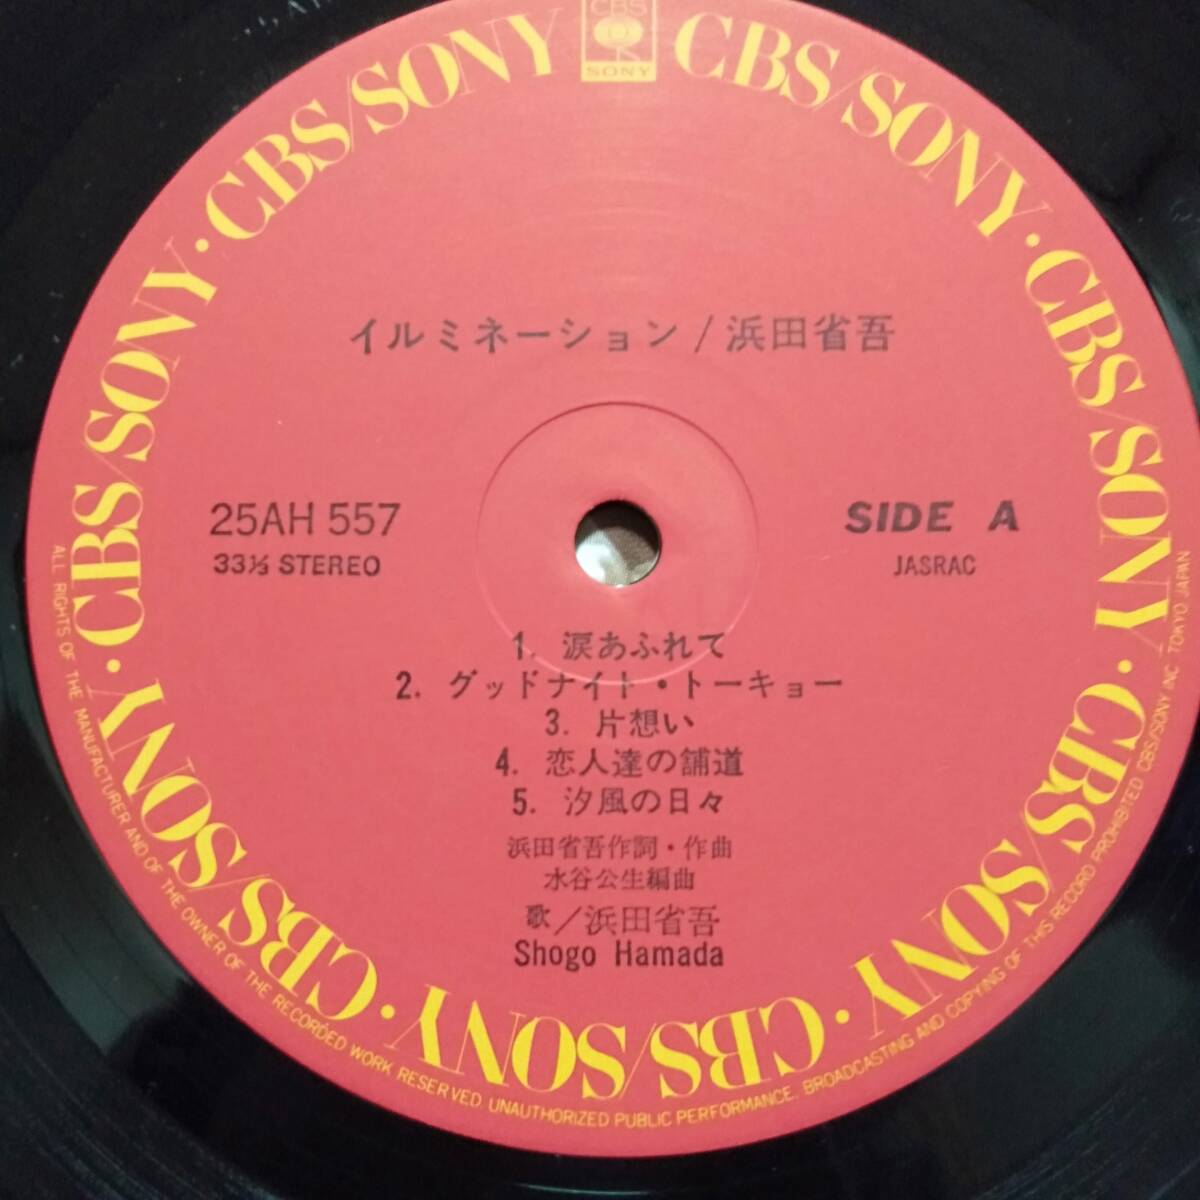 CBS
SONY
CBS/SONY · CBS/SONY · CBS/SONY · CBS/SONY · CBS/SONY · CBS/SONY · CBS/SONY · CBS/SONY
イルミネーション/浜田省吾
25AH 557
33⅓ STEREO
SIDE A
JASRAC
1. 涙あふれて
2. グッドナイト・トーキョー
3. 片想い
4. 恋人達の舗道
5. 汐風の日々
浜田省吾作詞・作曲
水谷公生編曲
歌/浜田省吾
Shogo Hamada
ALL RIGHTS OF THE MANUFACTURER AND OF THE OWNER OF THE RECORDED WORK RESERVED. UNAUTHORIZED PUBLIC PERFORMANCE, BROADCASTING AND COPYING OF THIS RECORD PROHIBITED CBS/SONY INC TOKYO JAPAN